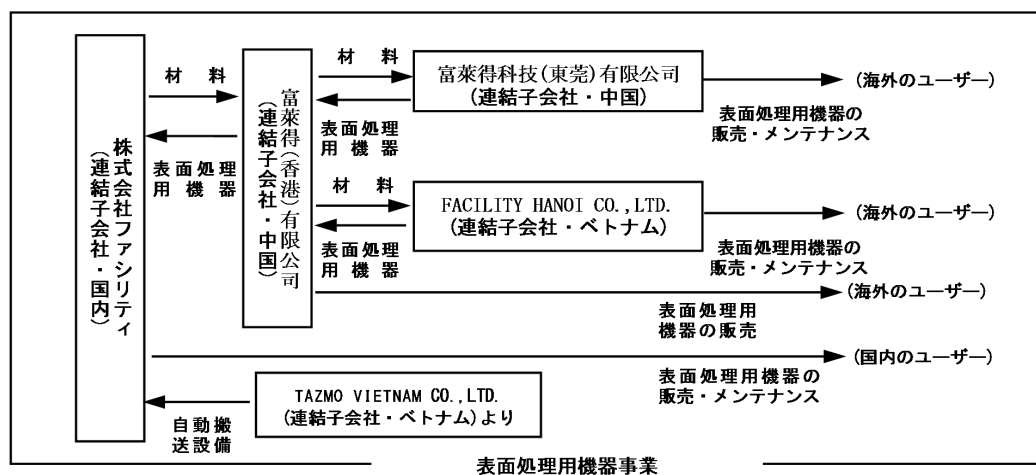 株式会社ファシリティ
(連結子会社・国内)
材　料
表面処理
用　機　器
富萊得(香港)有限公司
(連結子会社・中国)
材　料
表面処理
用 機 器
富萊得科技(東莞)有限公司
(連結子会社・中国)
表面処理用機器の
販売・メンテナンス
(海外のユーザー)
材　料
表面処理
用 機 器
FACILITY HANOI CO.,LTD.
(連結子会社・ベトナム)
表面処理用機器の
販売・メンテナンス
(海外のユーザー)
表面処理用
機器の販売
(海外のユーザー)
表面処理用機器の
販売・メンテナンス
(国内のユーザー)
自動搬
送設備
TAZMO VIETNAM CO.,LTD.
(連結子会社・ベトナム)より
表面処理用機器事業